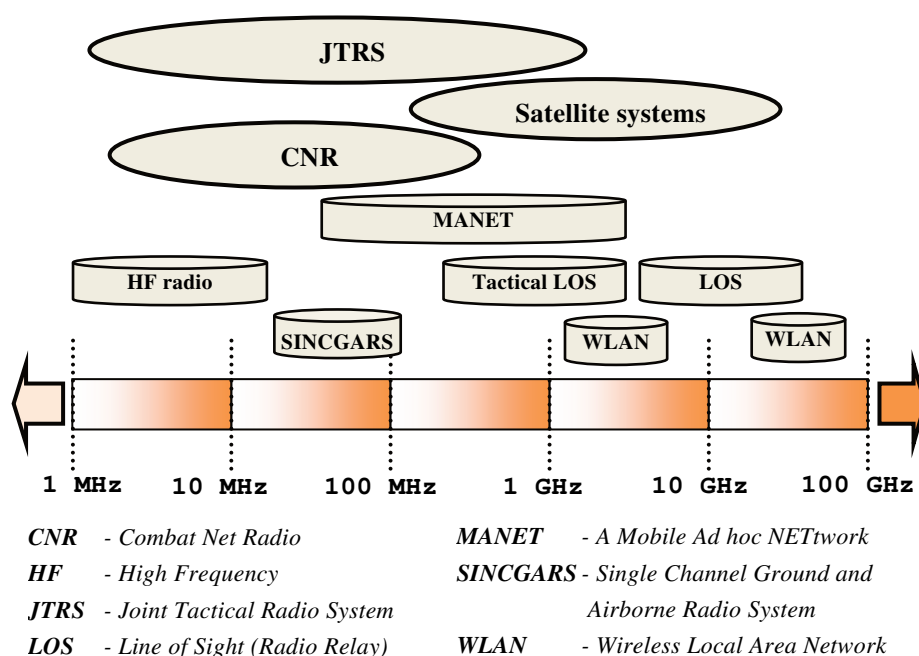 JTRS
Satellite systems
CNR
MANET
HF radio
Tactical LOS
LOS
SINCGARS
WLAN
WLAN
1 MHz 10 MHz 100 MHz 1 GHz 10 GHz 100 GHz
CNR - Combat Net Radio
HF - High Frequency
JTRS - Joint Tactical Radio System
LOS - Line of Sight (Radio Relay)
MANET - A Mobile Ad hoc NETtwork
SINCGARS - Single Channel Ground and
Airborne Radio System
WLAN - Wireless Local Area Network